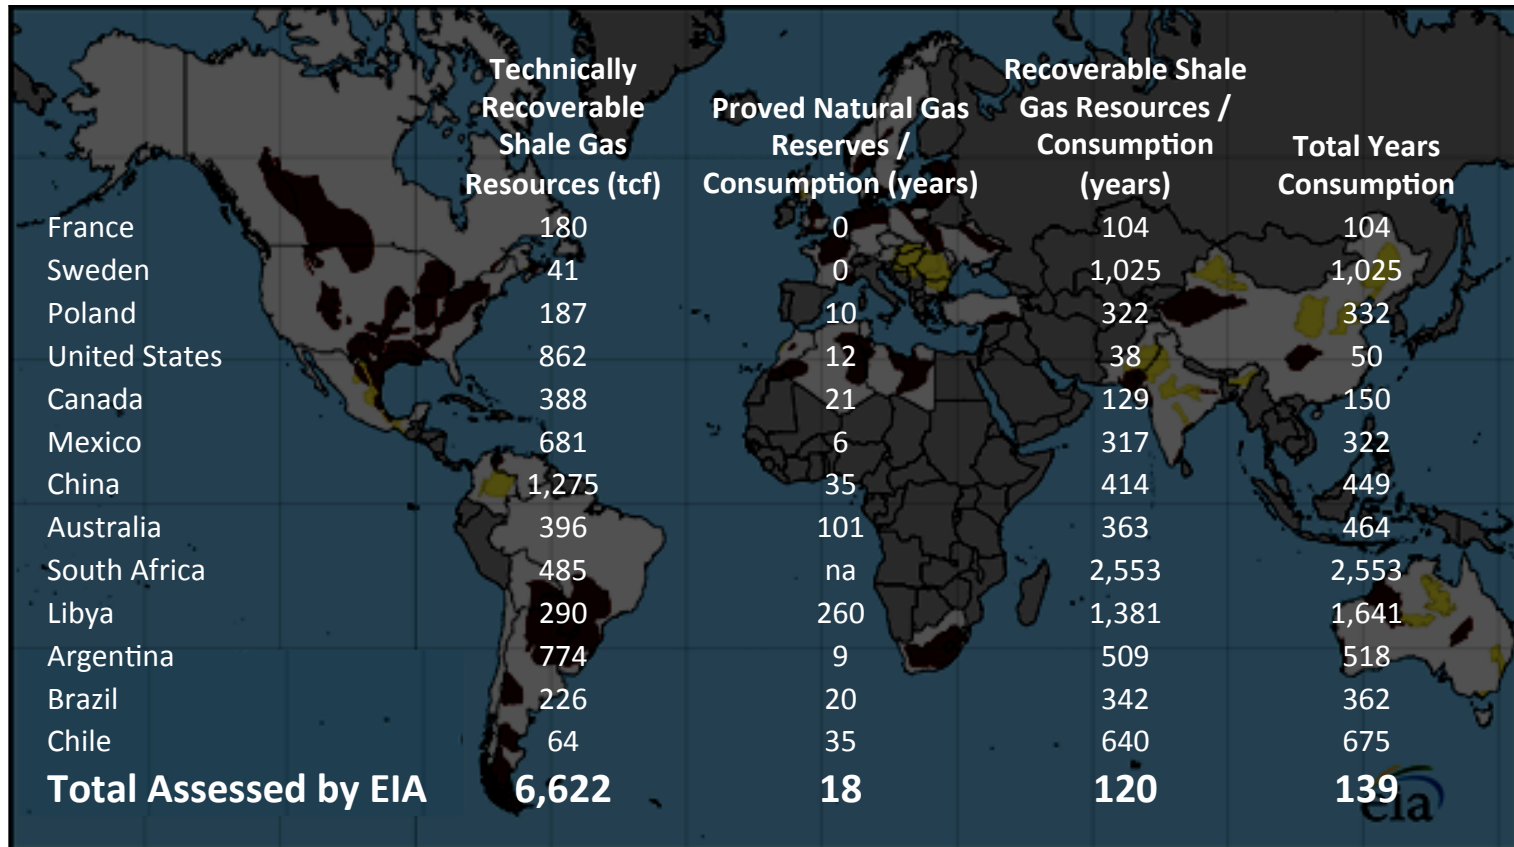 Technically Recoverable Shale Gas Resources (tcf) Proved Natural Gas Reserves / Consumption (years) Recoverable Shale Gas Resources / Consumption (years) Total Years Consumption
France 180 0 104 104
Sweden 41 0 1,025 1,025
Poland 187 10 322 332
United States 862 12 38 50
Canada 388 21 129 150
Mexico 681 6 317 322
China 1,275 35 414 449
Australia 396 101 363 464
South Africa 485 na 2,553 2,553
Libya 290 260 1,381 1,641
Argentina 774 9 509 518
Brazil 226 20 342 362
Chile 64 35 640 675
Total Assessed by EIA 6,622 18 120 139
eia